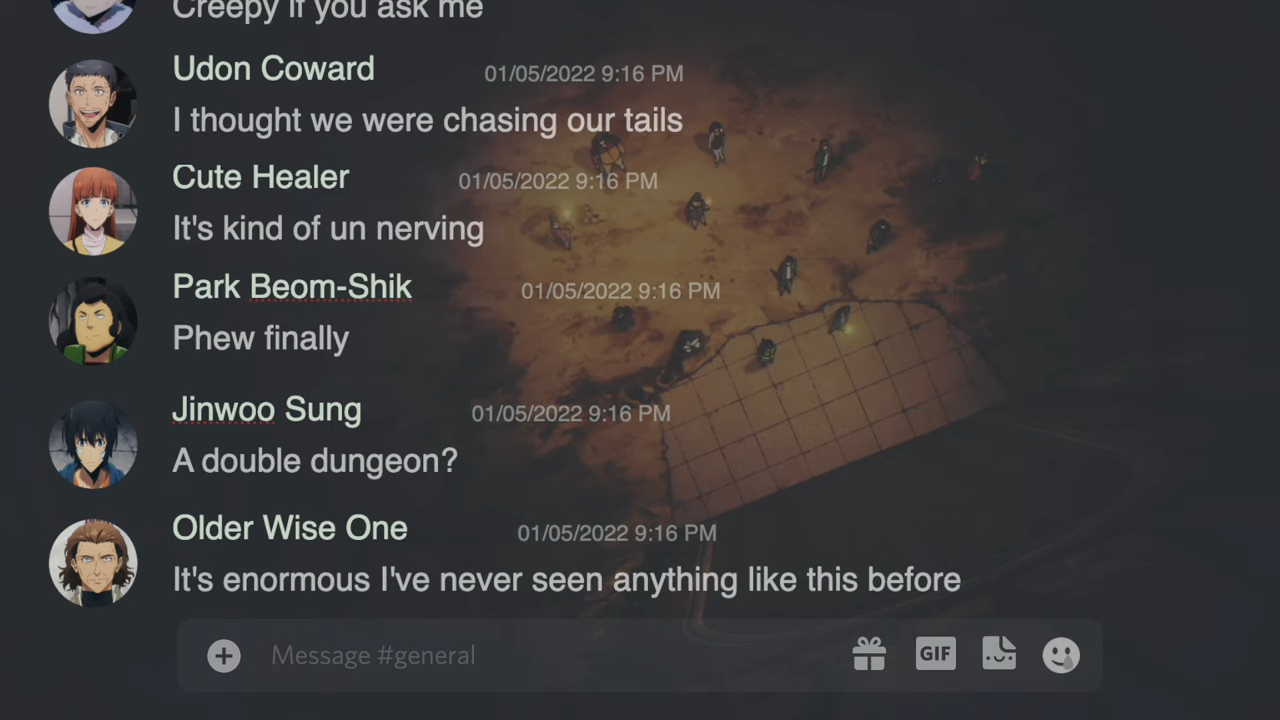 Creepy if you ask me
Udon Coward 01/05/2022 9:16 PM
I thought we were chasing our tails
Cute Healer 01/05/2022 9:16 PM
It's kind of un nerving
Park Beom-Shik 01/05/2022 9:16 PM
Phew finally
Jinwoo Sung 01/05/2022 9:16 PM
A double dungeon?
Older Wise One 01/05/2022 9:16 PM
It's enormous I've never seen anything like this before
Message #general GIF